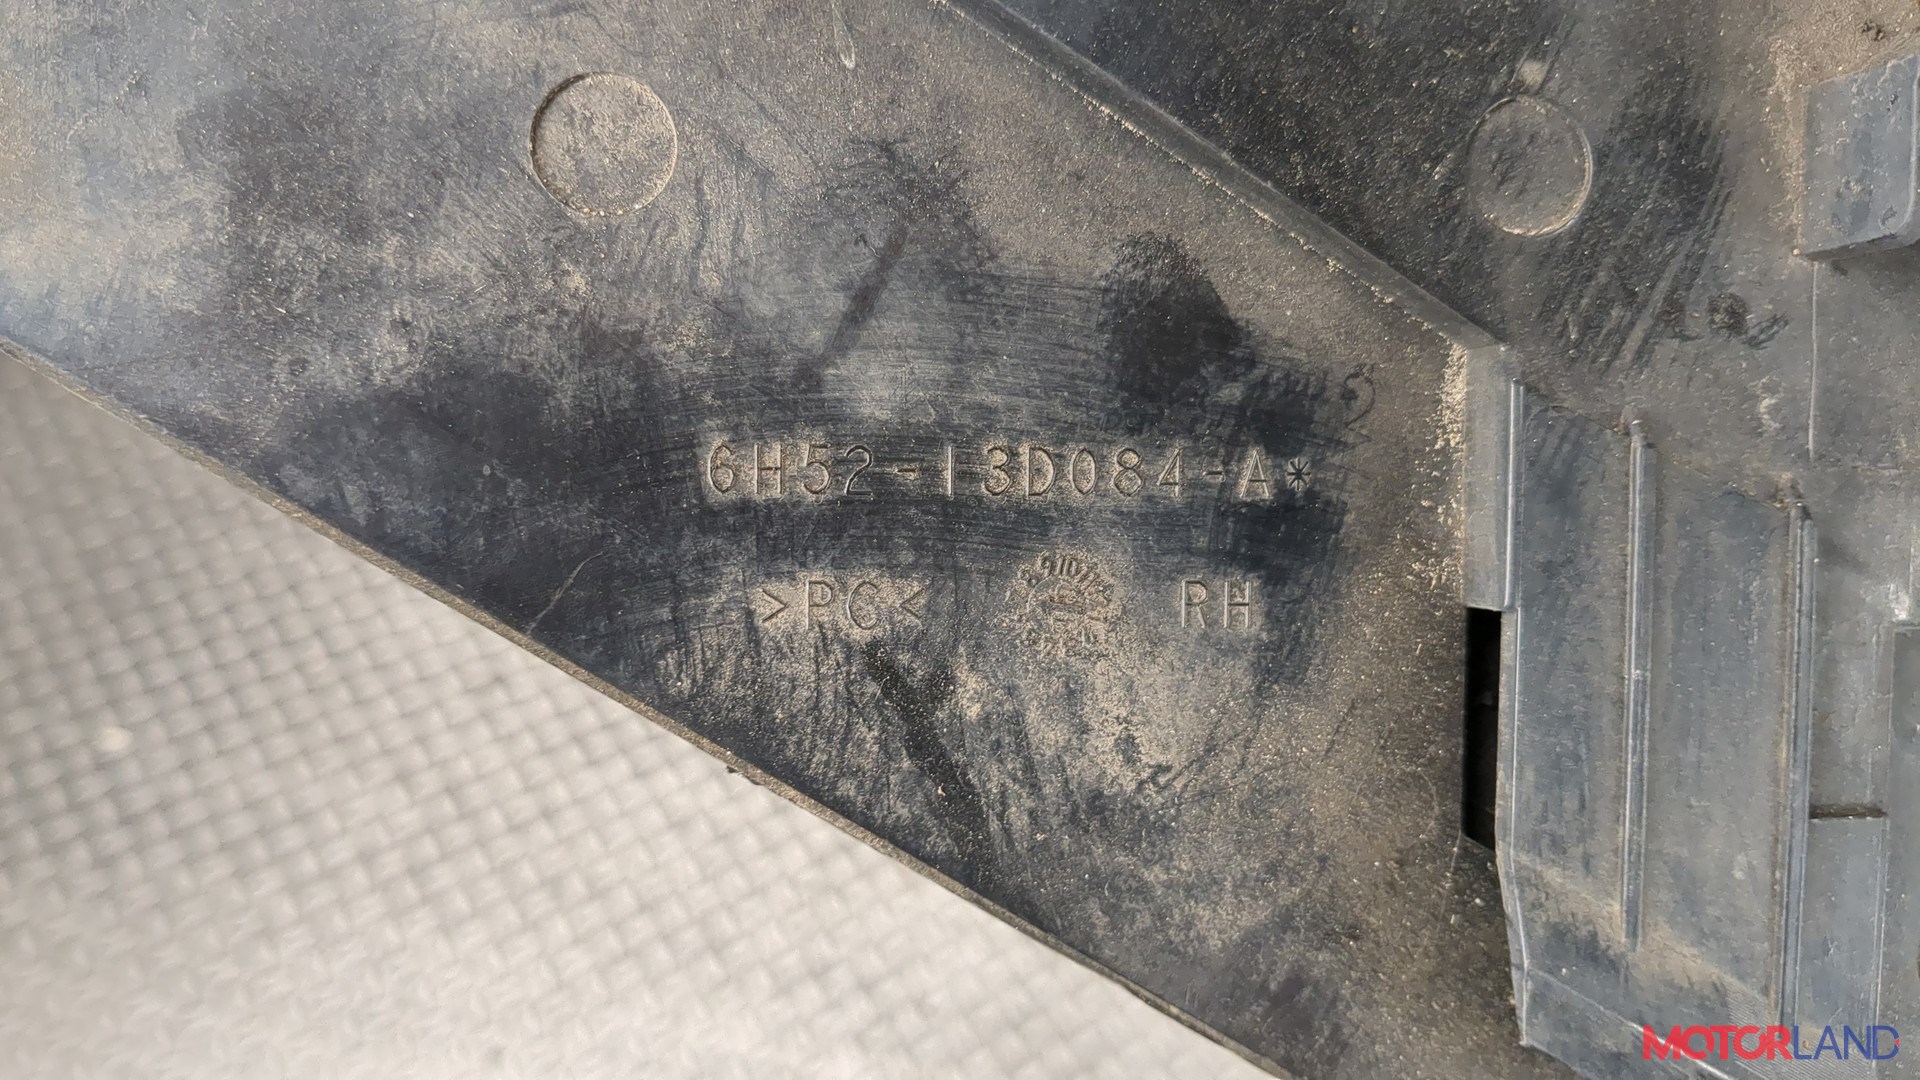 6H52-13D084-A*
>PC< RH
MOTORLAND